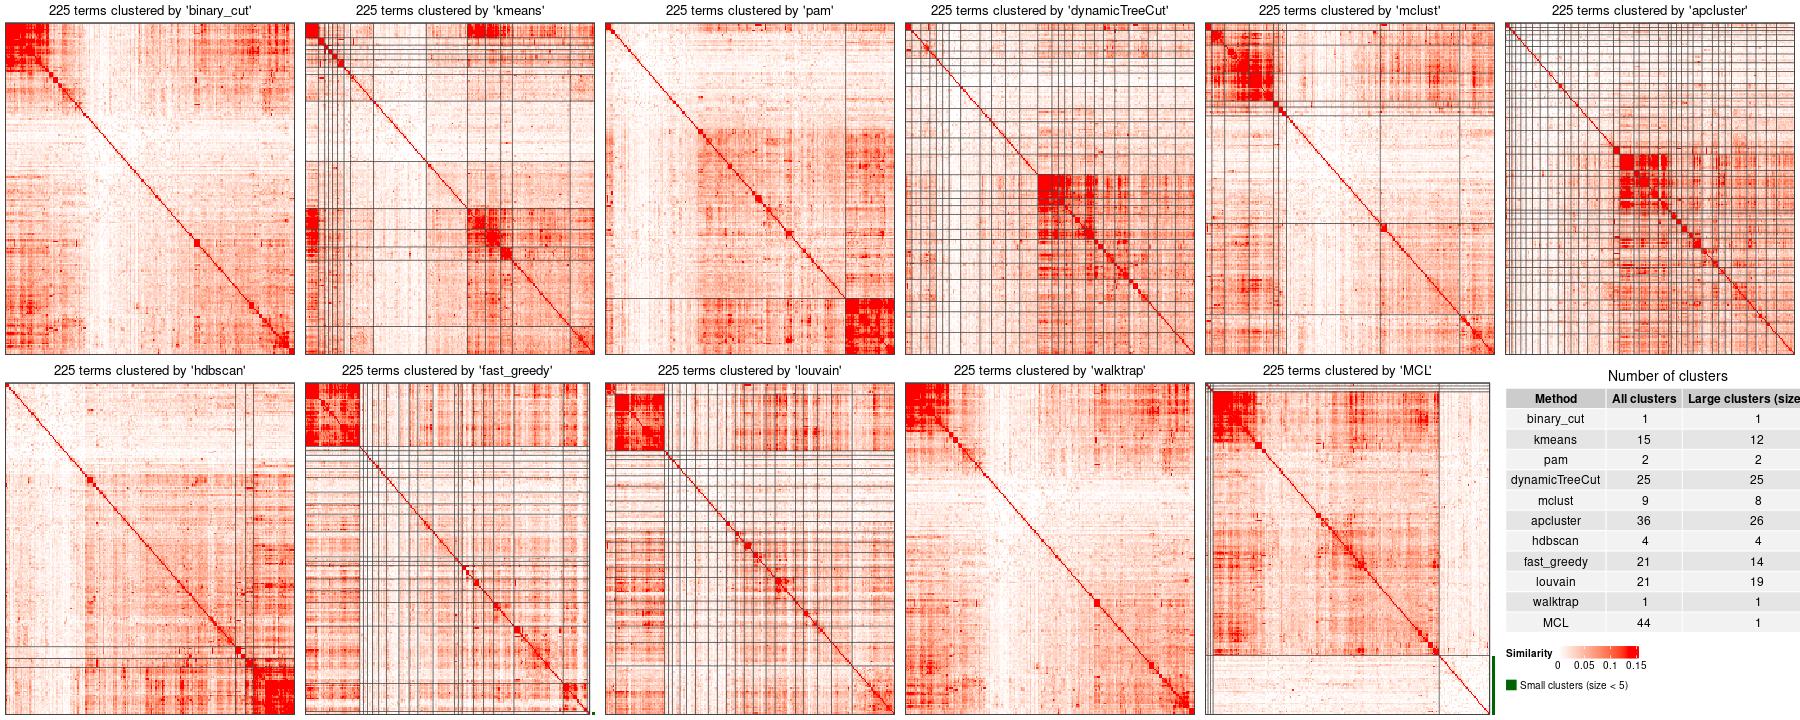 225 terms clustered by 'binary_cut'
225 terms clustered by 'kmeans'
225 terms clustered by 'pam'
225 terms clustered by 'dynamicTreeCut'
225 terms clustered by 'mclust'
225 terms clustered by 'apcluster'
225 terms clustered by 'hdbscan'
225 terms clustered by 'fast_greedy'
225 terms clustered by 'louvain'
225 terms clustered by 'walktrap'
225 terms clustered by 'MCL'
Number of clusters
Method All clusters Large clusters (size
binary_cut 1 1
kmeans 15 12
pam 2 2
dynamicTreeCut 25 25
mclust 9 8
apcluster 36 26
hdbscan 4 4
fast_greedy 21 14
louvain 21 19
walktrap 1 1
MCL 44 1
Similarity
0 0.05 0.1 0.15
Small clusters (size < 5)